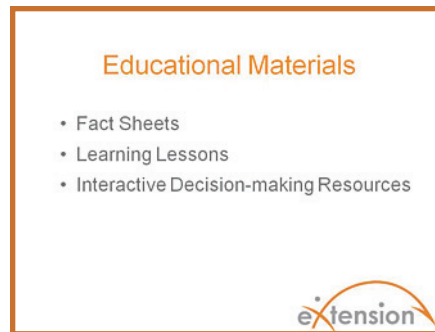 Educational Materials
• Fact Sheets
• Learning Lessons
• Interactive Decision-making Resources
eXtension